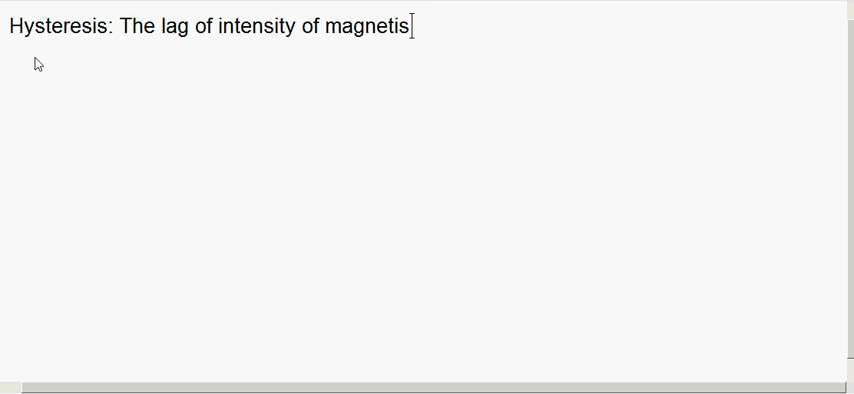 Hysteresis: The lag of intensity of magnetis